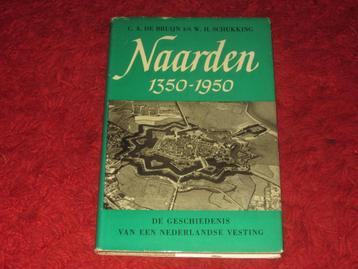 C. A. DE BRUIJN EN W. H. SCHUKKING
Naarden
1350-1950
DE GESCHIEDENIS
VAN EEN NEDERLANDSE VESTING